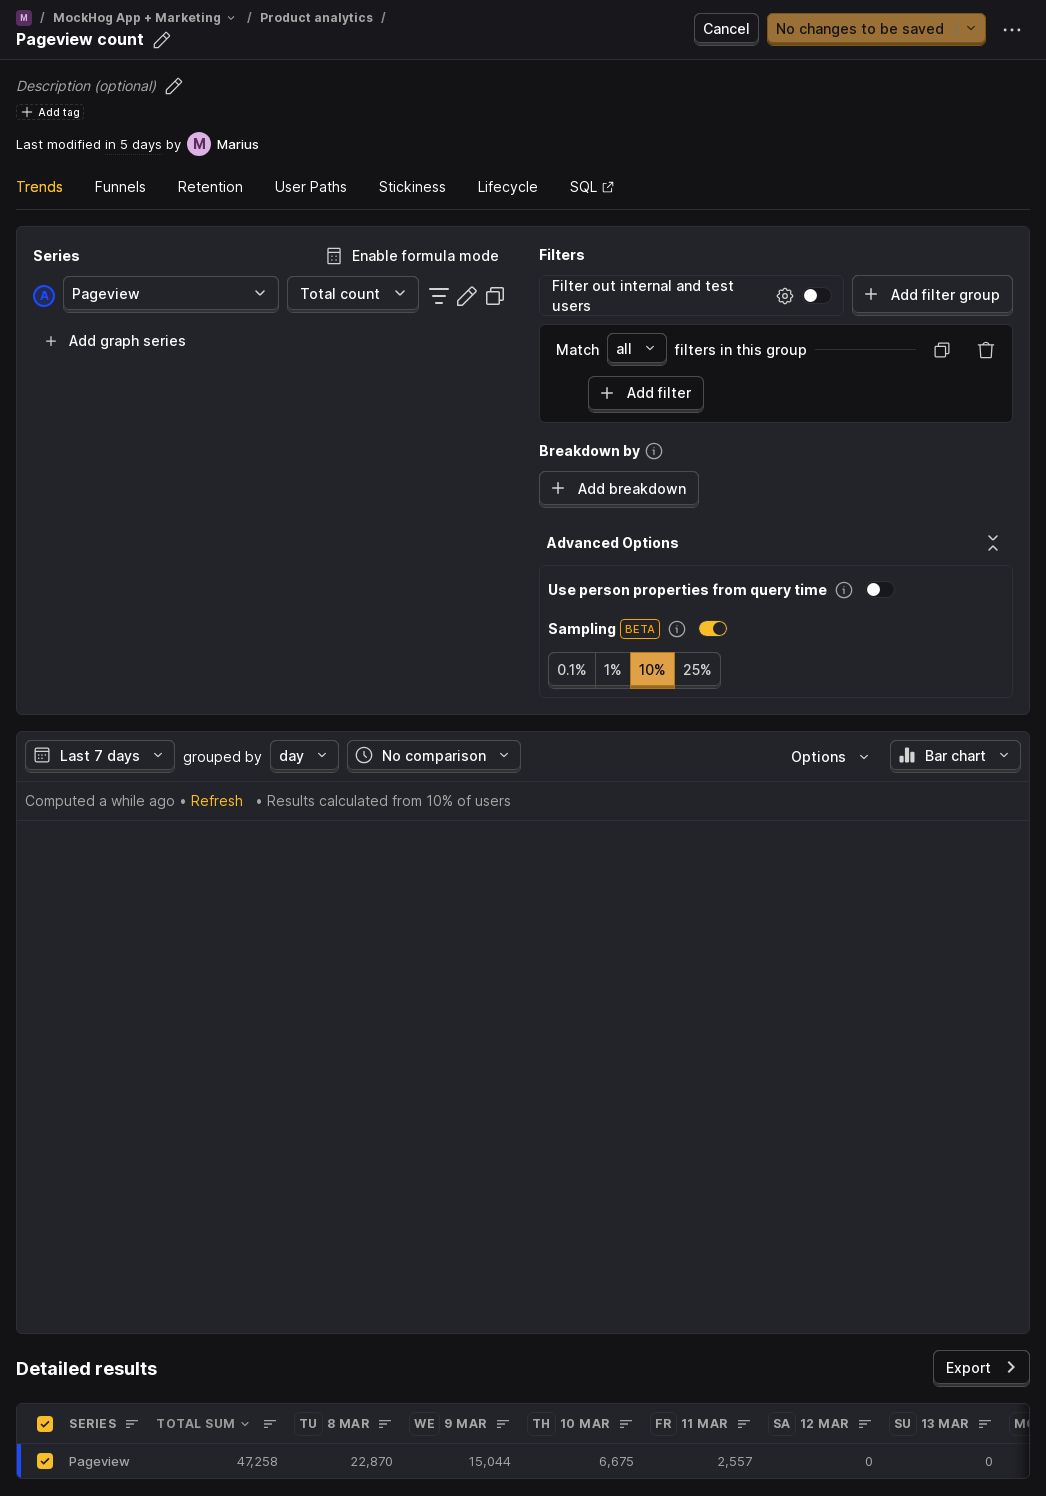 M / MockHog App + Marketing / Product analytics /
Pageview count
Cancel
No changes to be saved
Description (optional)
Add tag
Last modified in 5 days by M Marius
Trends Funnels Retention User Paths Stickiness Lifecycle SQL
Series
Enable formula mode
A Pageview Total count
Add graph series
Filters
Filter out internal and test
users
Add filter group
Match all filters in this group
Add filter
Breakdown by
Add breakdown
Advanced Options
Use person properties from query time
Sampling BETA
0.1% 1% 10% 25%
Last 7 days grouped by day No comparison Options Bar chart
Computed a while ago • Refresh • Results calculated from 10% of users
Detailed results
Export
SERIES TOTAL SUM TU 8 MAR WE 9 MAR TH 10 MAR FR 11 MAR SA 12 MAR SU 13 MAR
Pageview 47,258 22,870 15,044 6,675 2,557 0 0